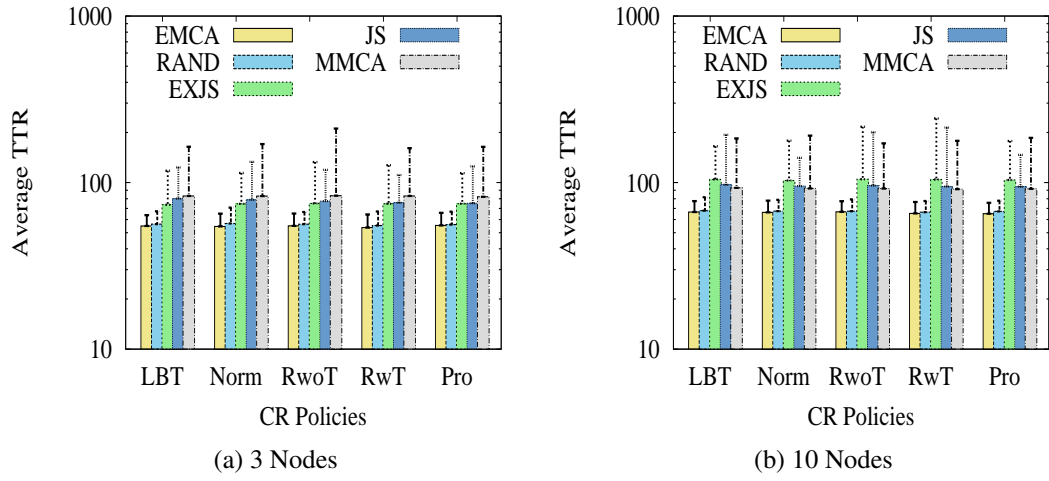 1000
100
10
Average TTR
EMCA
RAND
EXJS
JS
MMCA
LBT Norm RwoT RwT Pro
CR Policies
(a) 3 Nodes
1000
100
10
Average TTR
EMCA
RAND
EXJS
JS
MMCA
LBT Norm RwoT RwT Pro
CR Policies
(b) 10 Nodes